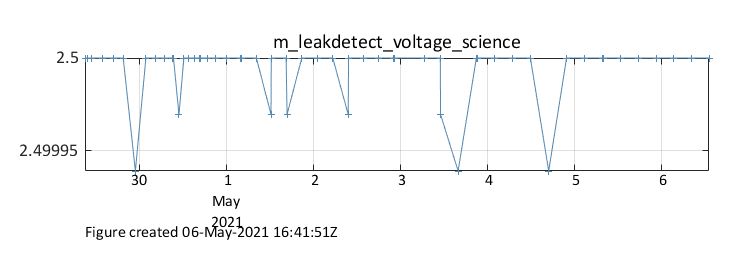 m_leakdetect_voltage_science
2.5
2.49995
30 1 2 3 4 5 6
May
2021
Figure created 06-May-2021 16:41:51Z